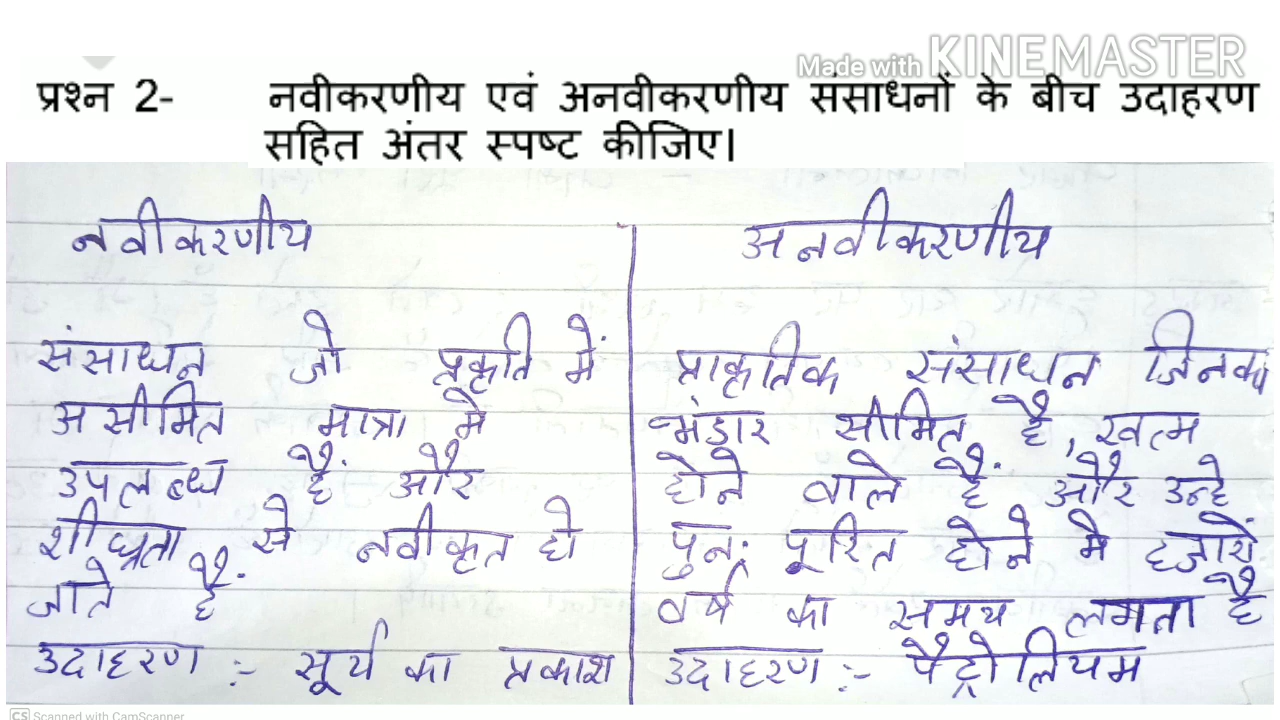 Made with KINEMASTER
प्रश्न 2- नवीकरणीय एवं अनवीकरणीय संसाधनों के बीच उदाहरण
सहित अंतर स्पष्ट कीजिए।
नवीकरणीय
संसाधन जो प्रकृति में
असीमित मात्रा मे
उपलब्ध हैं और
शीघ्रता से नवीकृत हो
जाते हैं.
उदाहरण :- सूर्य का प्रकाश
अनवीकरणीय
प्राकृतिक संसाधन जिनका
भंडार सीमित है, खत्म
होने वाले हैं और उन्हे
पुन: पूरित होने मे हजारों
वर्ष का समय लगता है
उदाहरण :- पैट्रोलियम
CS Scanned with CamScanner